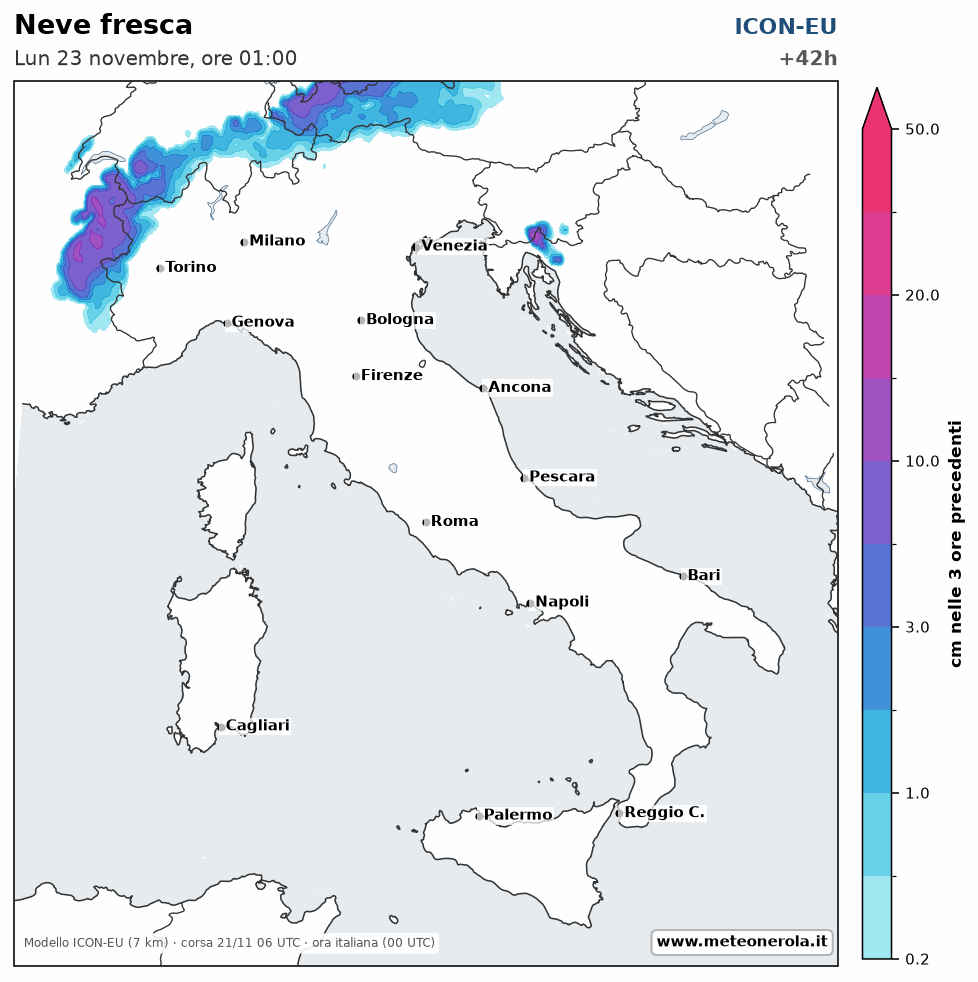 Neve fresca
ICON-EU
Lun 23 novembre, ore 01:00
+42h
50.0
20.0
10.0
3.0
1.0
0.2
cm nelle 3 ore precedenti
Milano
Venezia
Torino
Genova
Bologna
Firenze
Ancona
Pescara
Roma
Bari
Napoli
Cagliari
Palermo
Reggio C.
Modello ICON-EU (7 km) · corsa 21/11 06 UTC · ora italiana (00 UTC)
www.meteonerola.it